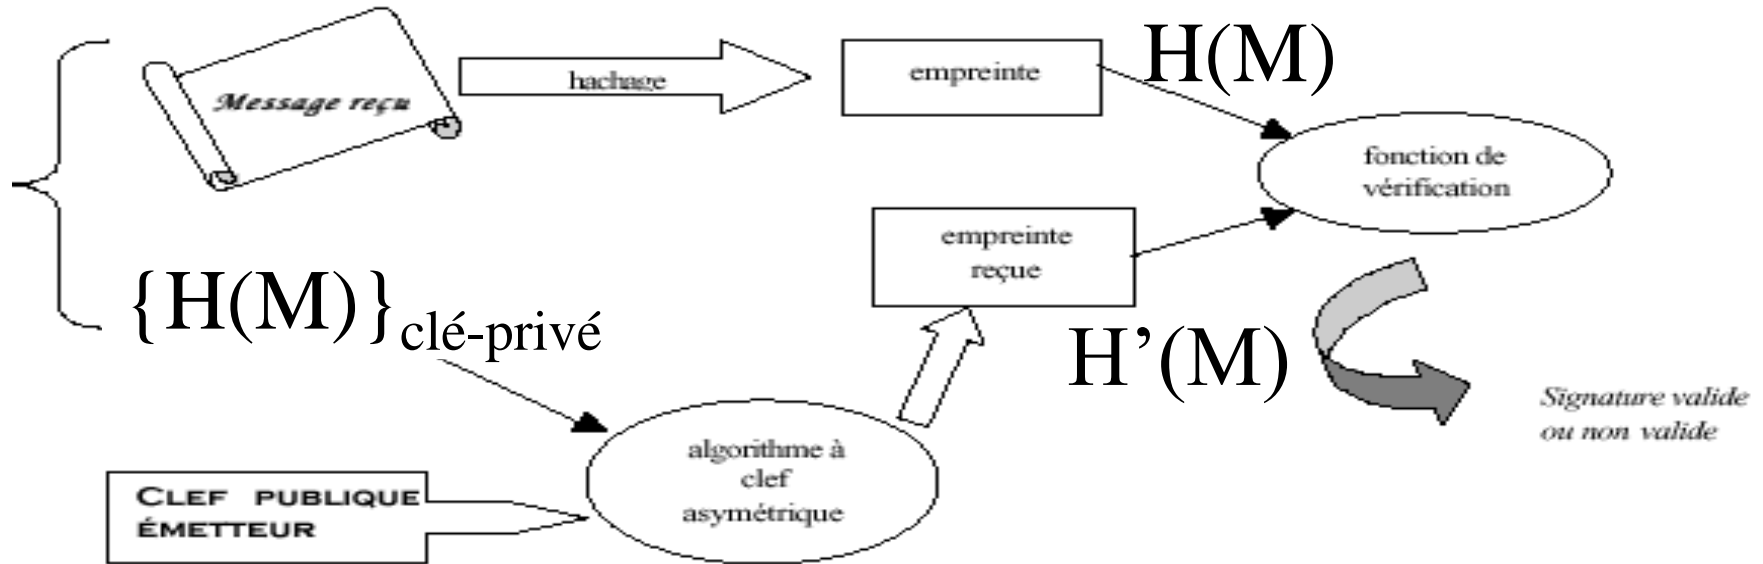 Message reçu
hachage
empreinte
H(M)
fonction de
vérification
empreinte
reçue
{H(M)}clé-privé
H’(M)
Signature valide
ou non valide
algorithme à
clef
asymétrique
CLEF PUBLIQUE
ÉMETTEUR